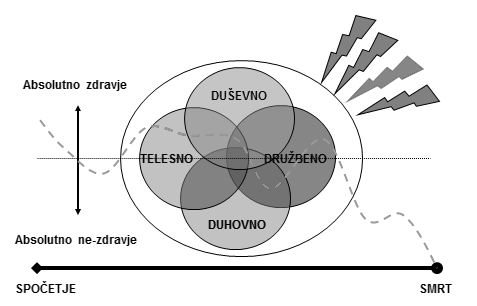 Absolutno zdravje
DUŠEVNO
TELESNO
DRUŽBENO
DUHOVNO
Absolutno ne-zdravje
SPOČETJE
SMRT